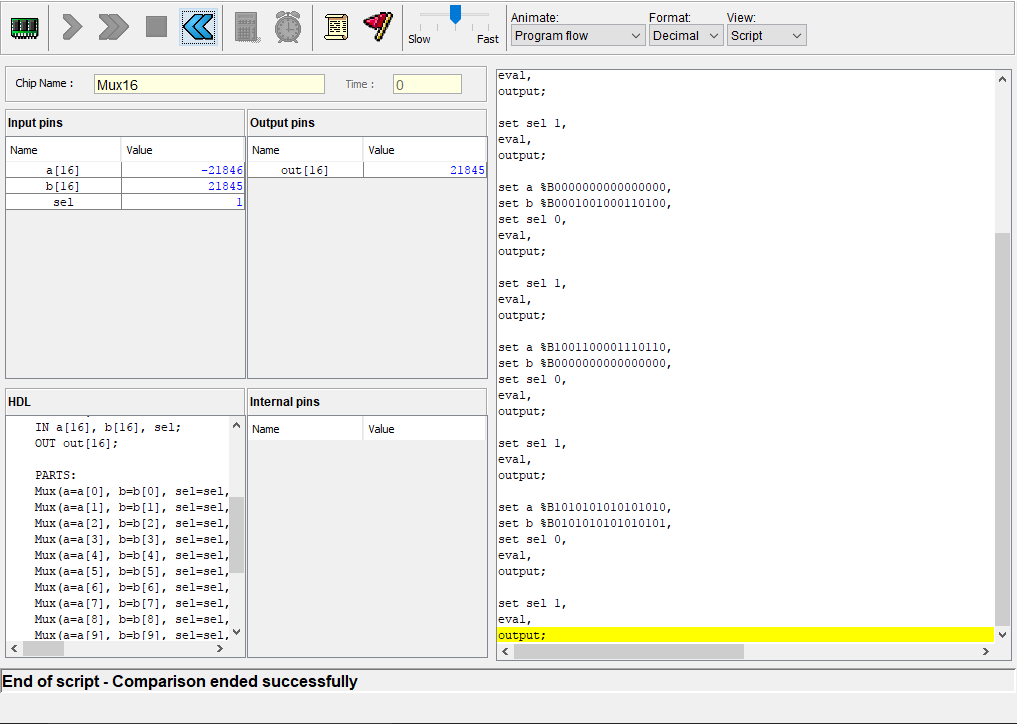 Slow
Fast
Animate:
Program flow
Format:
Decimal
View:
Script
Chip Name :
Mux16
Time :
0
Input pins
Name Value
a[16] -21846
b[16] 21845
sel 1
Output pins
Name Value
out[16] 21845
HDL
IN a[16], b[16], sel;
OUT out[16];
PARTS:
Mux(a=a[0], b=b[0], sel=sel,
Mux(a=a[1], b=b[1], sel=sel,
Mux(a=a[2], b=b[2], sel=sel,
Mux(a=a[3], b=b[3], sel=sel,
Mux(a=a[4], b=b[4], sel=sel,
Mux(a=a[5], b=b[5], sel=sel,
Mux(a=a[6], b=b[6], sel=sel,
Mux(a=a[7], b=b[7], sel=sel,
Mux(a=a[8], b=b[8], sel=sel,
Mux(a=a[9], b=b[9], sel=sel,
Internal pins
Name Value
eval,
output;
set sel 1,
eval,
output;
set a %B0000000000000000,
set b %B0001001000110100,
set sel 0,
eval,
output;
set sel 1,
eval,
output;
set a %B1001100001110110,
set b %B0000000000000000,
set sel 0,
eval,
output;
set sel 1,
eval,
output;
set a %B1010101010101010,
set b %B0101010101010101,
set sel 0,
eval,
output;
set sel 1,
eval,
output;
End of script - Comparison ended successfully